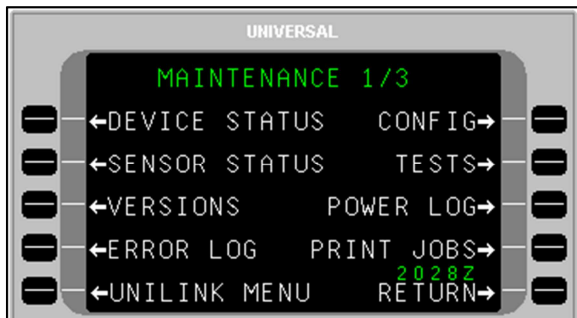 UNIVERSAL
MAINTENANCE 1/3
←DEVICE STATUS CONFIG→
←SENSOR STATUS TESTS→
←VERSIONS POWER LOG→
←ERROR LOG PRINT JOBS→
2028Z
←UNILINK MENU RETURN→